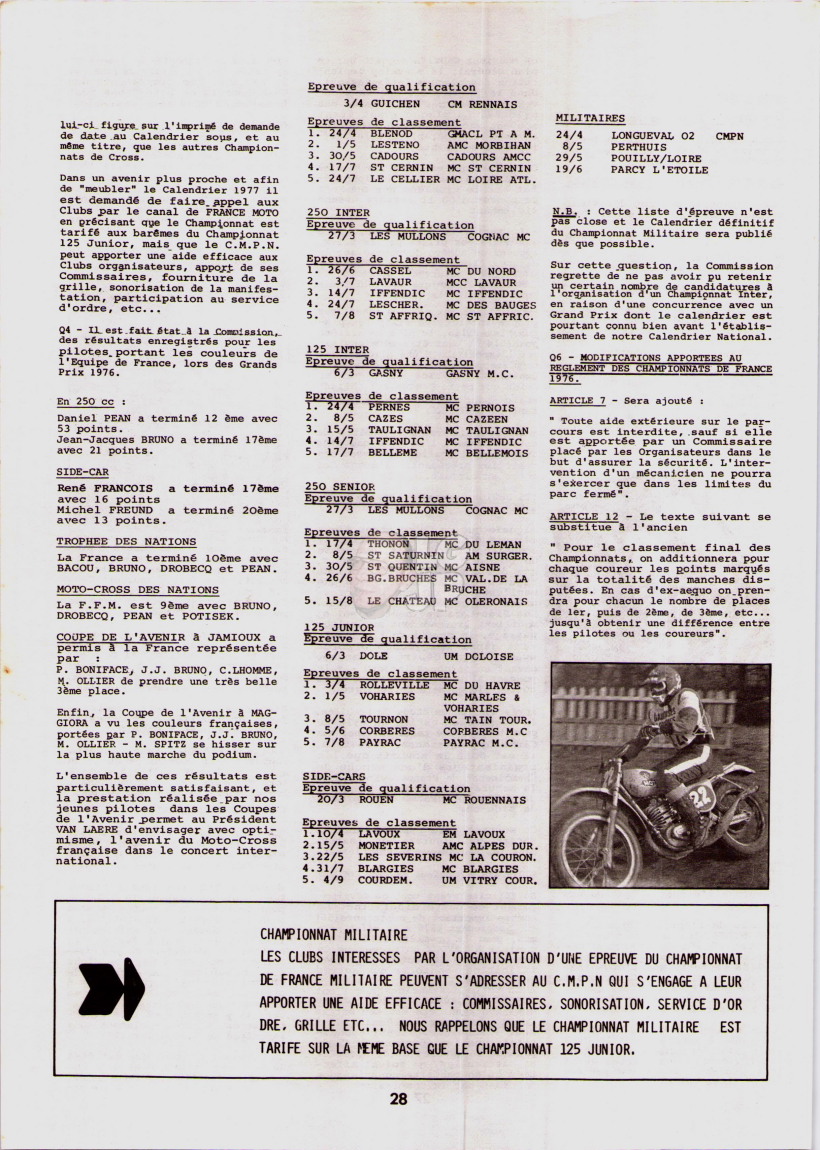 lui-ci figure sur l'imprimé de demande
de date au Calendrier sous, et au
même titre, que les autres Champion-
nats de Cross.
Dans un avenir plus proche et afin
de "meubler" le Calendrier 1977 il
est demandé de faire appel aux
Clubs par le canal de FRANCE MOTO
en précisant que le Championnat est
tarifé aux barêmes du Championnat
125 Junior, mais que le C.M.P.N.
peut apporter une aide efficace aux
Clubs organisateurs, apport de ses
Commissaires, fourniture de la
grille, sonorisation de la manifes-
tation, participation au service
d'ordre, etc...
Q4 - Il est fait état à la Commission,
des résultats enregistrés pour les
pilotes portant les couleurs de
l'Equipe de France, lors des Grands
Prix 1976.
En 250 cc :
Daniel PEAN a terminé 12 ème avec
53 points.
Jean-Jacques BRUNO a terminé 17ème
avec 21 points.
SIDE-CAR
René FRANCOIS a terminé 17ème
avec 16 points
Michel FREUND a terminé 20ème
avec 13 points.
TROPHEE DES NATIONS
La France a terminé 10ème avec
BACOU, BRUNO, DROBECQ et PEAN.
MOTO-CROSS DES NATIONS
La F.F.M. est 9ème avec BRUNO,
DROBECQ, PEAN et POTISEK.
COUPE DE L'AVENIR à JAMIOUX a
permis à la France représentée
par :
P. BONIFACE, J.J. BRUNO, C.LHOMME,
M. OLLIER de prendre une très belle
3ème place.
Enfin, la Coupe de l'Avenir à MAG-
GIORA a vu les couleurs françaises,
portées par P. BONIFACE, J.J. BRUNO,
M. OLLIER - M. SPITZ se hisser sur
la plus haute marche du podium.
L'ensemble de ces résultats est
particulièrement satisfaisant, et
la prestation réalisée par nos
jeunes pilotes dans les Coupes
de l'Avenir permet au Président
VAN LAERE d'envisager avec opti-
misme, l'avenir du Moto-Cross
française dans le concert inter-
national.
Epreuve de qualification
3/4 GUICHEN CM RENNAIS
Epreuves de classement
1. 24/4 BLENOD GMACL PT A M.
2. 1/5 LESTENO AMC MORBIHAN
3. 30/5 CADOURS CADOURS AMCC
4. 17/7 ST CERNIN MC ST CERNIN
5. 24/7 LE CELLIER MC LOIRE ATL.
250 INTER
Epreuve de qualification
27/3 LES MULLONS COGNAC MC
Epreuves de classement
1. 26/6 CASSEL MC DU NORD
2. 3/7 LAVAUR MCC LAVAUR
3. 14/7 IFFENDIC MC IFFENDIC
4. 24/7 LESCHER. MC DES BAUGES
5. 7/8 ST AFFRIQ. MC ST AFFRIC.
125 INTER
Epreuve de qualification
6/3 GASNY GASNY M.C.
Epreuves de classement
1. 24/4 PERNES MC PERNOIS
2. 8/5 CAZES MC CAZEEN
3. 15/5 TAULIGNAN MC TAULIGNAN
4. 14/7 IFFENDIC MC IFFENDIC
5. 17/7 BELLEME MC BELLEMOIS
250 SENIOR
Epreuve de qualification
27/3 LES MULLONS COGNAC MC
Epreuves de classement
1. 17/4 THONON MC DU LEMAN
2. 8/5 ST SATURNIN AM SURGER.
3. 30/5 ST QUENTIN MC AISNE
4. 26/6 BG.BRUCHES MC VAL.DE LA
BRUCHE
5. 15/8 LE CHATEAU MC OLERONAIS
125 JUNIOR
Epreuve de qualification
6/3 DOLE UM DOLOISE
Epreuves de classement
1. 3/4 ROLLEVILLE MC DU HAVRE
2. 1/5 VOHARIES MC MARLES &
VOHARIES
3. 8/5 TOURNON MC TAIN TOUR.
4. 5/6 CORBERES CORBERES M.C
5. 7/8 PAYRAC PAYRAC M.C.
SIDE-CARS
Epreuve de qualification
20/3 ROUEN MC ROUENNAIS
Epreuves de classement
1.10/4 LAVOUX EM LAVOUX
2.15/5 MONETIER AMC ALPES DUR.
3.22/5 LES SEVERINS MC LA COURON.
4.31/7 BLARGIES MC BLARGIES
5. 4/9 COURDEM. UM VITRY COUR.
MILITAIRES
24/4 LONGUEVAL O2 CMPN
8/5 PERTHUIS
29/5 POUILLY/LOIRE
19/6 PARCY L'ETOILE
N.B. : Cette liste d'épreuve n'est
pas close et le Calendrier définitif
du Championnat Militaire sera publié
dès que possible.
Sur cette question, la Commission
regrette de ne pas avoir pu retenir
un certain nombre de candidatures à
l'organisation d'un Championnat Inter,
en raison d'une concurrence avec un
Grand Prix dont le calendrier est
pourtant connu bien avant l'établis-
sement de notre Calendrier National.
Q6 - MODIFICATIONS APPORTEES AU
REGLEMENT DES CHAMPIONNATS DE FRANCE
1976.
ARTICLE 7 - Sera ajouté :
" Toute aide extérieure sur le par-
cours est interdite, sauf si elle
est apportée par un Commissaire
placé par les Organisateurs dans le
but d'assurer la sécurité. L'inter-
vention d'un mécanicien ne pourra
s'exercer que dans les limites du
parc fermé".
ARTICLE 12 - Le texte suivant se
substitue à l'ancien
" Pour le classement final des
Championnats, on additionnera pour
chaque coureur les points marqués
sur la totalité des manches dis-
putées. En cas d'ex-aequo on pren-
dra pour chacun le nombre de places
de 1er, puis de 2ème, de 3ème, etc...
jusqu'à obtenir une différence entre
les pilotes ou les coureurs".
22
CHAMPIONNAT MILITAIRE
LES CLUBS INTERESSES PAR L'ORGANISATION D'UNE EPREUVE DU CHAMPIONNAT
DE FRANCE MILITAIRE PEUVENT S'ADRESSER AU C.M.P.N QUI S'ENGAGE A LEUR
APPORTER UNE AIDE EFFICACE : COMMISSAIRES, SONORISATION, SERVICE D'OR
DRE, GRILLE ETC... NOUS RAPPELONS QUE LE CHAMPIONNAT MILITAIRE EST
TARIFE SUR LA MEME BASE QUE LE CHAMPIONNAT 125 JUNIOR.
28